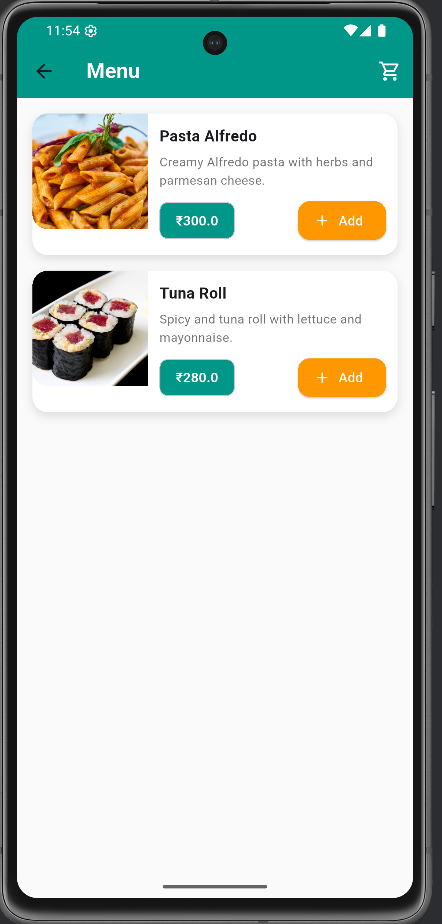 11:54
Menu
Pasta Alfredo
Creamy Alfredo pasta with herbs and
parmesan cheese.
₹300.0
+ Add
Tuna Roll
Spicy and tuna roll with lettuce and
mayonnaise.
₹280.0
+ Add